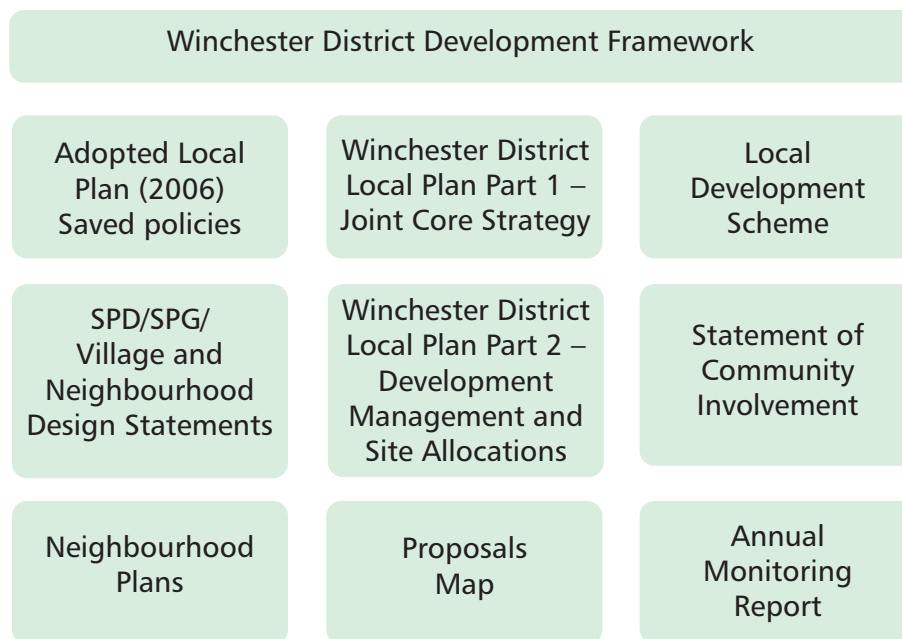 Winchester District Development Framework
Adopted Local
Plan (2006)
Saved policies
Winchester District
Local Plan Part 1 –
Joint Core Strategy
Local
Development
Scheme
SPD/SPG/
Village and
Neighbourhood
Design Statements
Winchester District
Local Plan Part 2 –
Development
Management and
Site Allocations
Statement of
Community
Involvement
Neighbourhood
Plans
Proposals
Map
Annual
Monitoring
Report